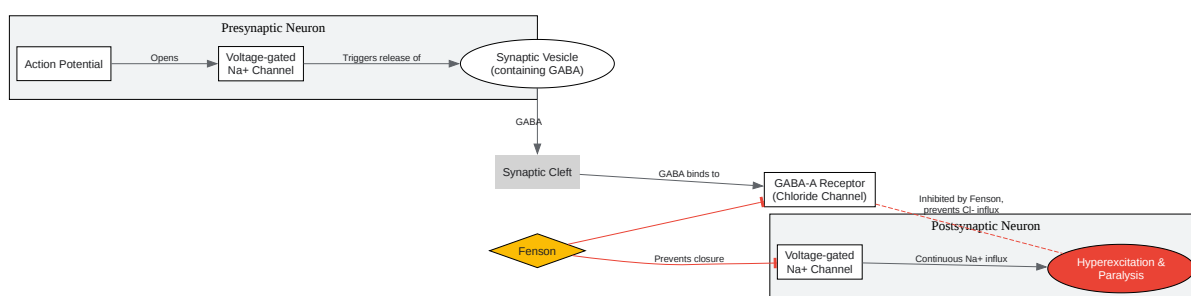 Presynaptic Neuron
Action Potential
Opens
Voltage-gated
Na+ Channel
Triggers release of
Synaptic Vesicle
(containing GABA)
GABA
Synaptic Cleft
GABA binds to
GABA-A Receptor
(Chloride Channel)
Inhibited by Fenson,
prevents Cl- influx
Postsynaptic Neuron
Fenson
Prevents closure
Voltage-gated
Na+ Channel
Continuous Na+ influx
Hyperexcitation &
Paralysis